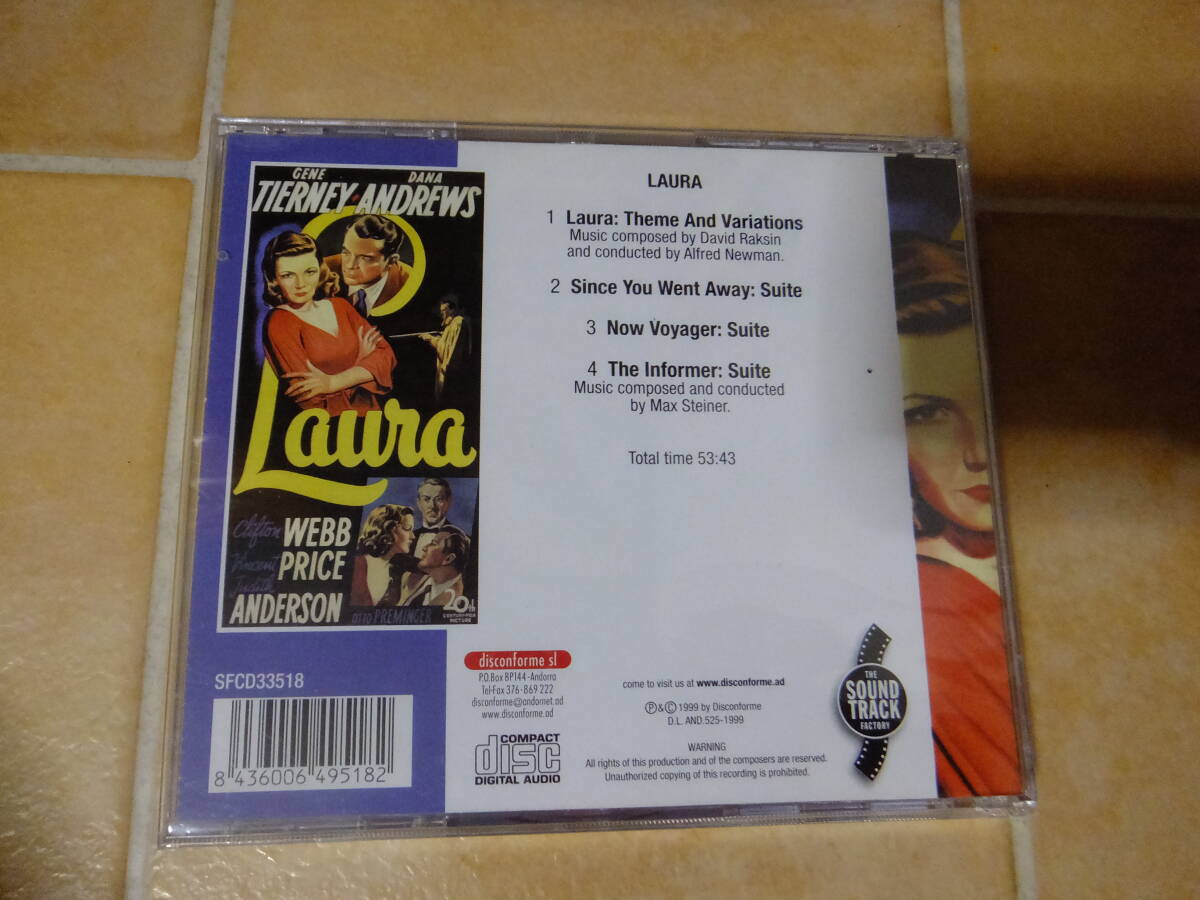 GENE DANA
TIERNEY · ANDREWS
Laura
Clifton WEBB
Vincent PRICE
Judith ANDERSON
OTTO PREMINGER
20th
CENTURY-FOX
PICTURE
SFCD33518
8 436006 495182
LAURA
1 Laura: Theme And Variations
Music composed by David Raksin
and conducted by Alfred Newman.
2 Since You Went Away: Suite
3 Now Voyager: Suite
4 The Informer: Suite
Music composed and conducted
by Max Steiner.
Total time 53:43
disconforme sl
P.O.Box BP144 - Andorra
Tel-Fax 376 - 869 222
disconforme@andornet.ad
www.disconforme.ad
COMPACT
disc
DIGITAL AUDIO
come to visit us at www.disconforme.ad
℗&© 1999 by Disconforme
D.L. AND.525-1999
WARNING
All rights of this production and of the composers are reserved.
Unauthorized copying of this recording is prohibited.
THE
SOUND
TRACK
FACTORY